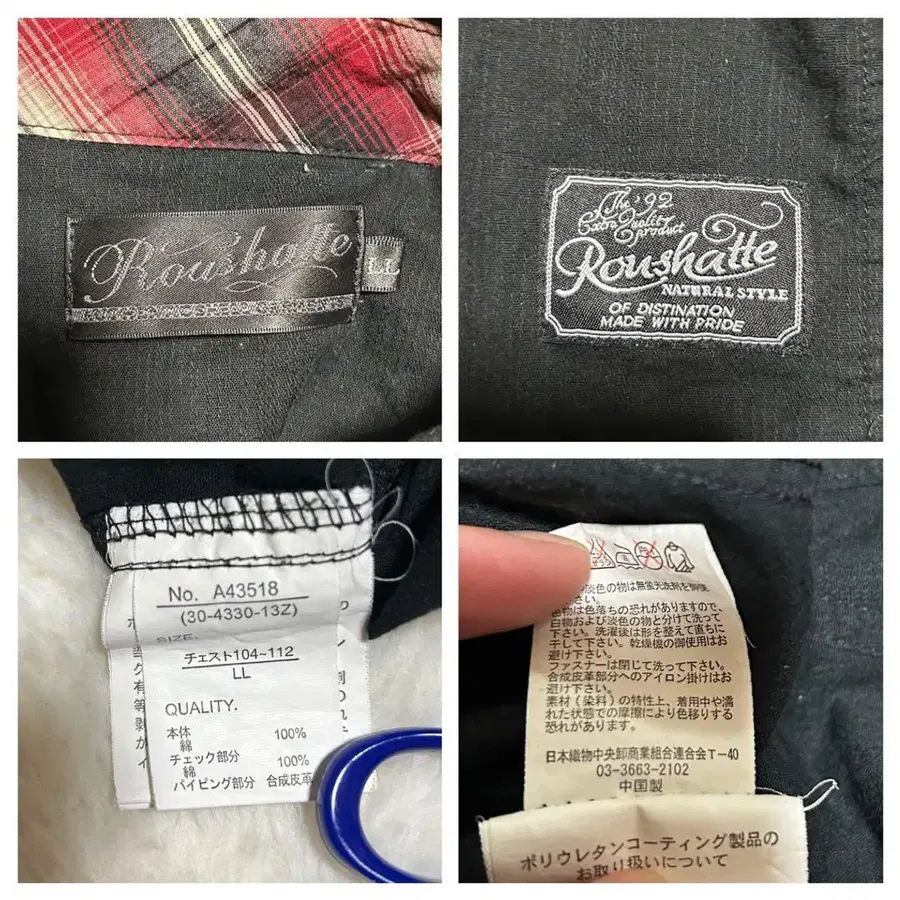 Roushatte
LL
The '92
Extra Quality
product
Roushatte
NATURAL STYLE
OF DISTINATION
MADE WITH PRIDE
No. A43518
(30-4330-13Z)
SIZE.
チェスト104~112
LL
QUALITY.
本体
綿 100%
チェック部分
綿 100%
パイピング部分 合成皮革
淡色の物は無蛍光洗剤を御使
さい。
色物は色落ちの恐れがありますので、
白物および淡色の物と分けて洗って
下さい。洗濯後は形を整えて直ちに
干して下さい。乾燥機の御使用はお
避け下さい。
ファスナーは閉じて洗って下さい。
合成皮革部分へのアイロン掛けはお
避け下さい。
素材(染料)の特性上、着用中や濡
れた状態での摩擦により色移りする
恐れがあります。
日本織物中央卸商業組合連合会T-40
03-3663-2102
中国製
ポリウレタンコーティング製品の
お取り扱いについて